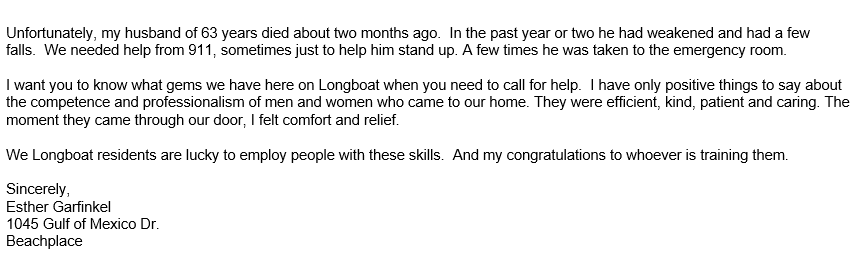 Unfortunately, my husband of 63 years died about two months ago.  In the past year or two he had weakened and had a few
falls.  We needed help from 911, sometimes just to help him stand up. A few times he was taken to the emergency room.
I want you to know what gems we have here on Longboat when you need to call for help.  I have only positive things to say about
the competence and professionalism of men and women who came to our home. They were efficient, kind, patient and caring. The
moment they came through our door, I felt comfort and relief.
We Longboat residents are lucky to employ people with these skills.  And my congratulations to whoever is training them.
Sincerely,
Esther Garfinkel
1045 Gulf of Mexico Dr.
Beachplace